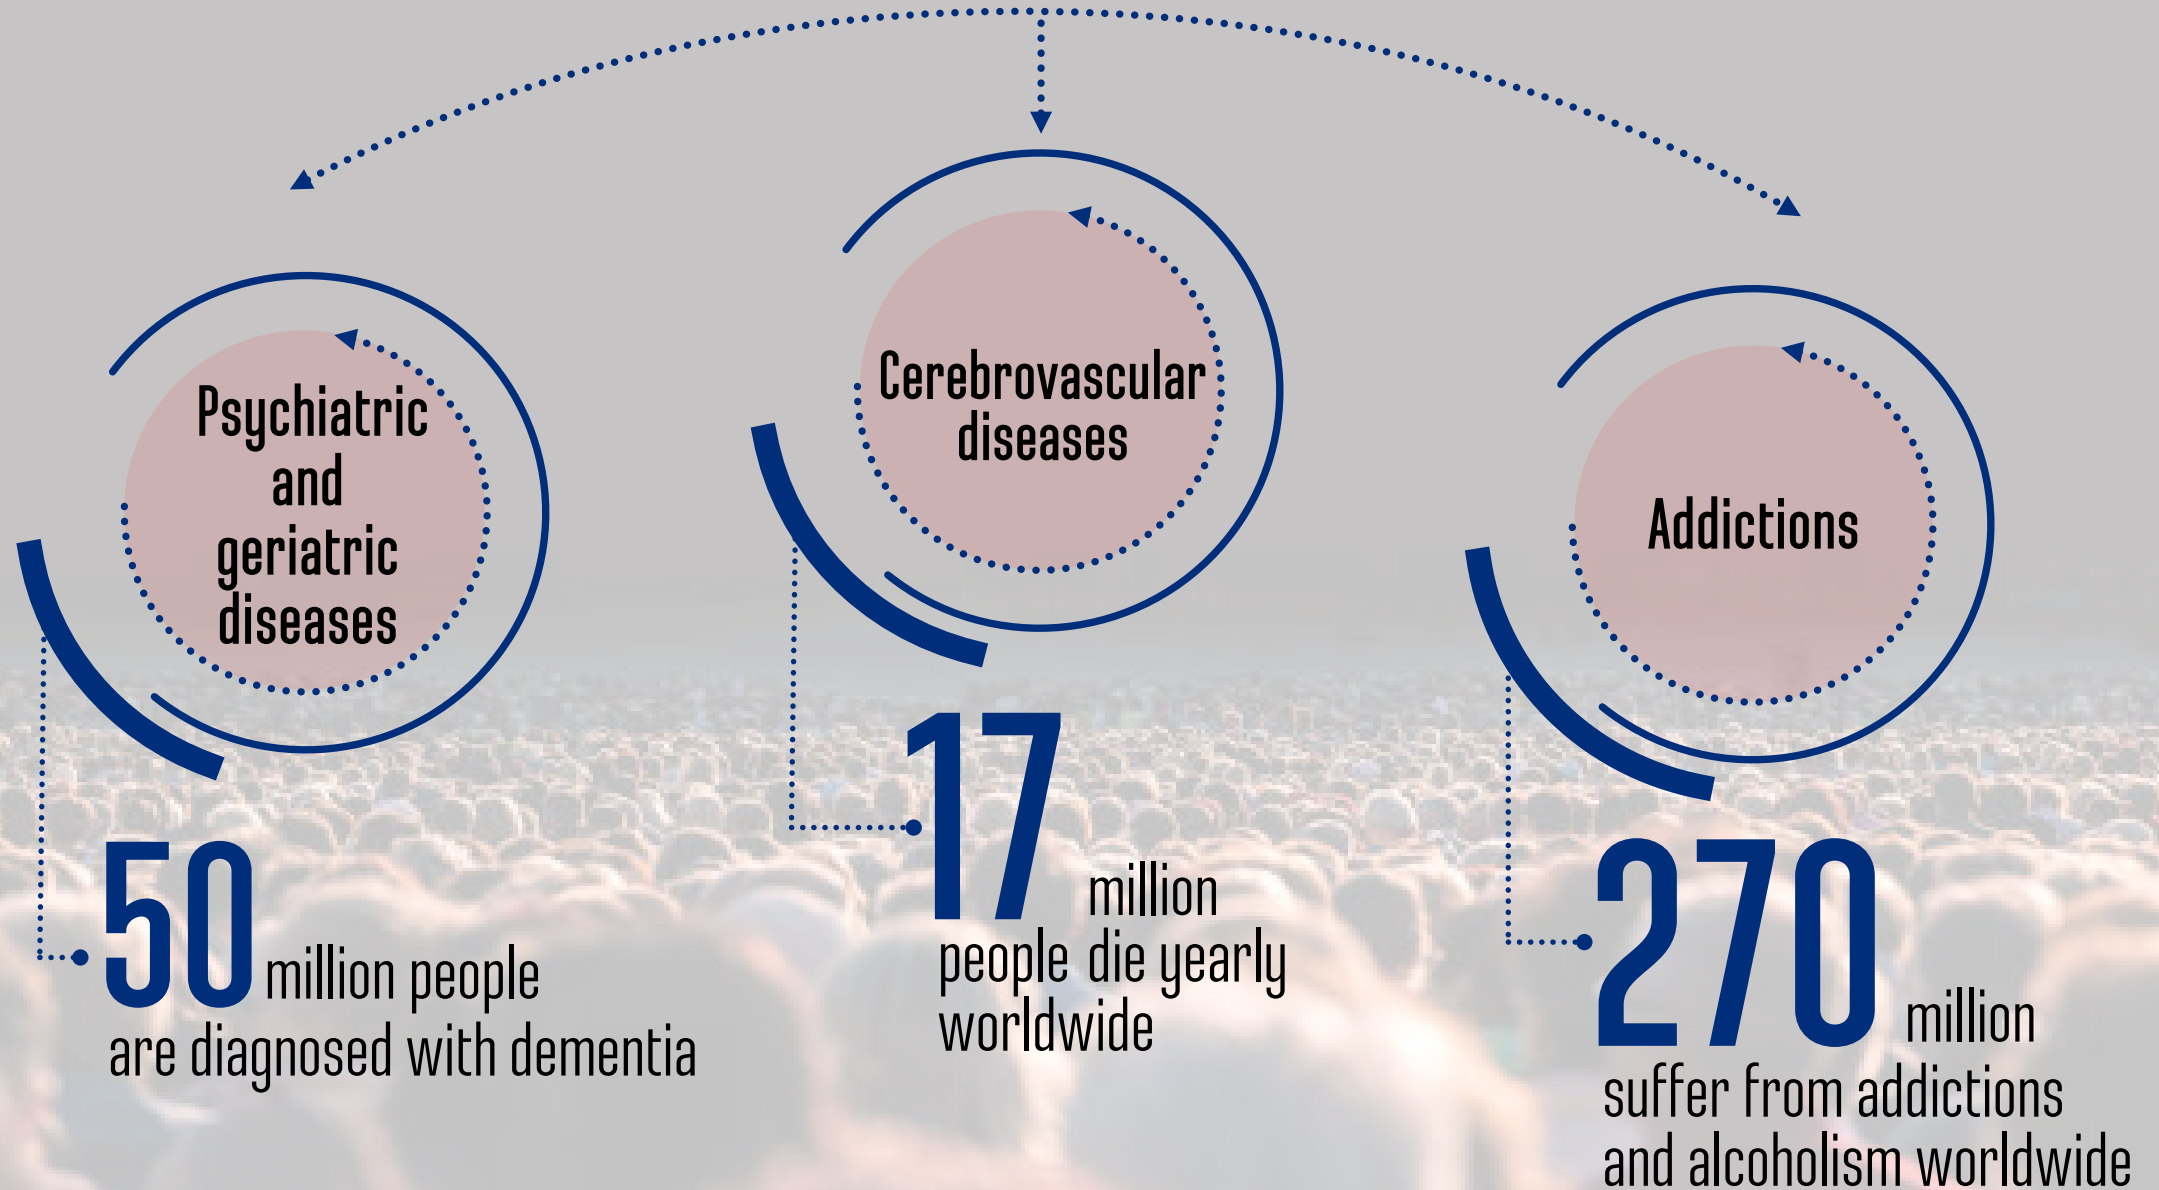 Psychiatric
and
geriatric
diseases
50 million people
are diagnosed with dementia
Cerebrovascular
diseases
17 million
people die yearly
worldwide
Addictions
270 million
suffer from addictions
and alcoholism worldwide